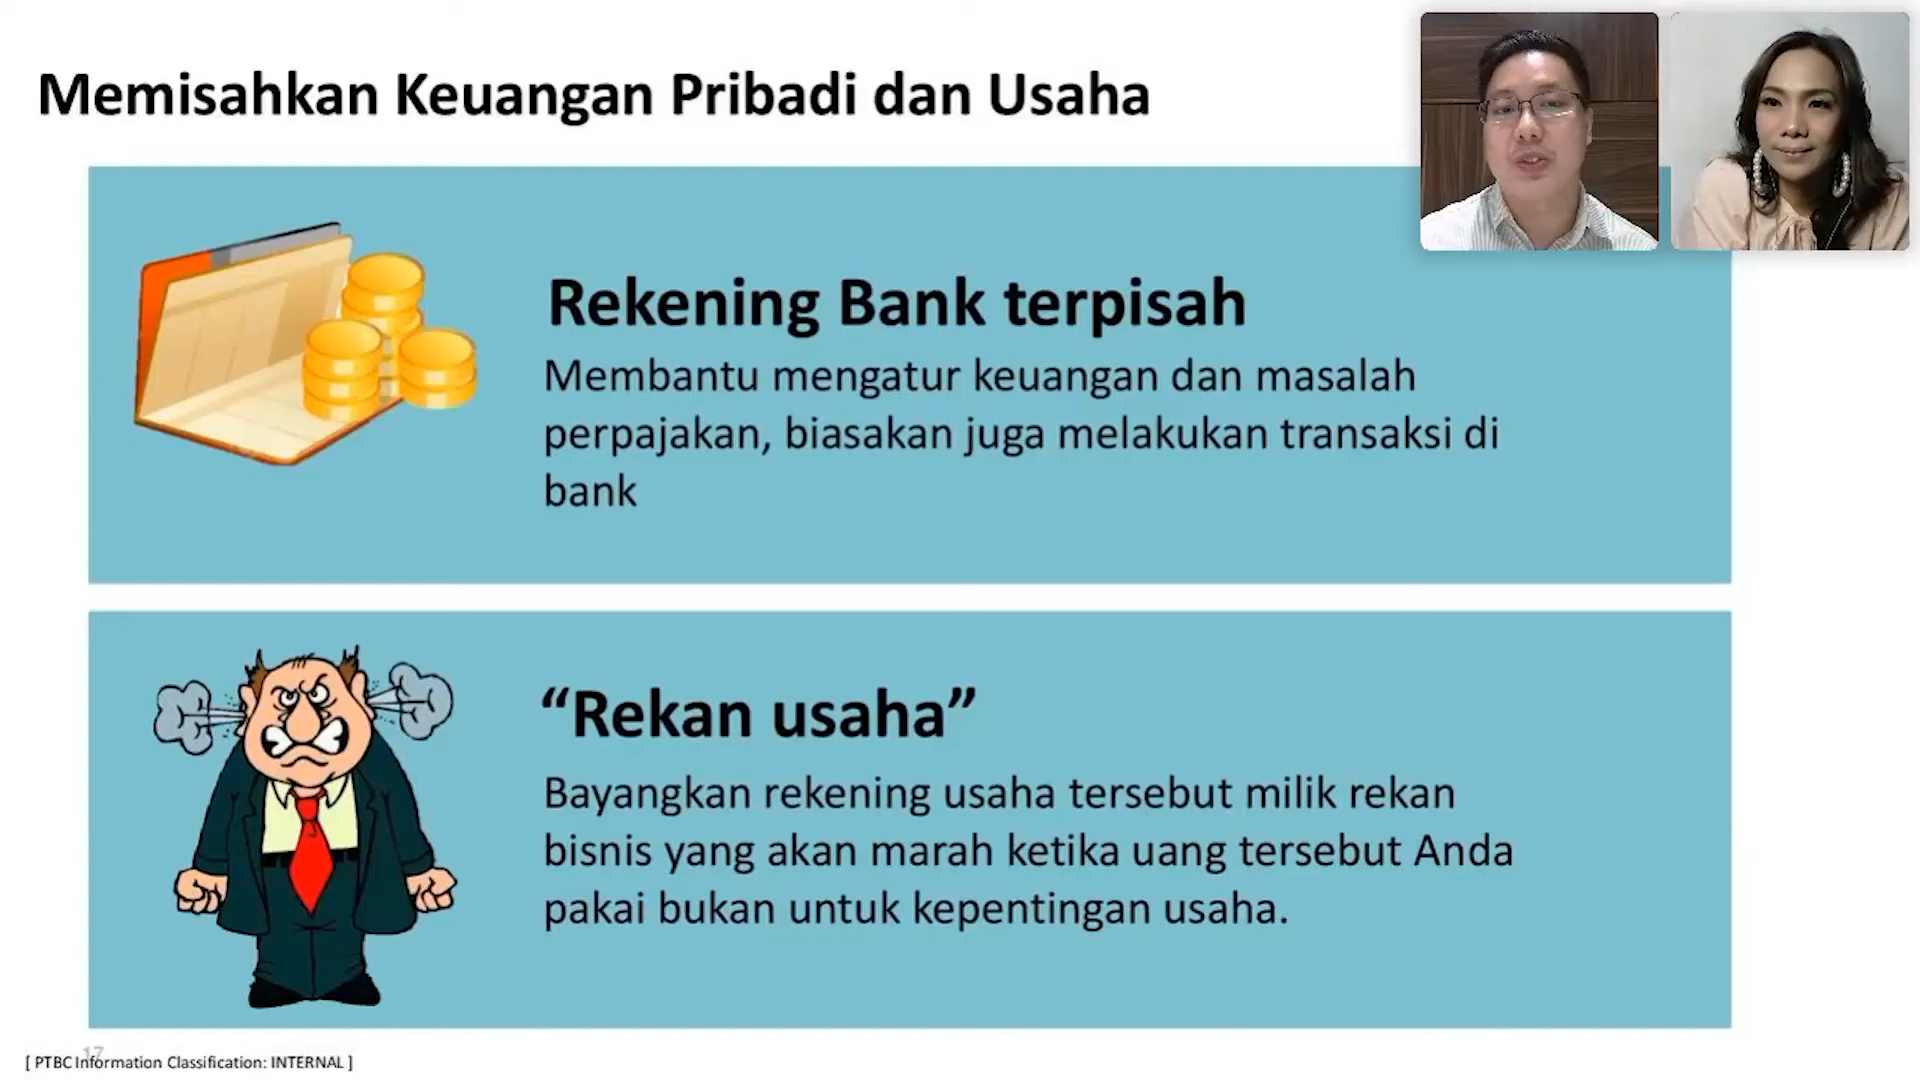 Memisahkan Keuangan Pribadi dan Usaha
Rekening Bank terpisah
Membantu mengatur keuangan dan masalah
perpajakan, biasakan juga melakukan transaksi di
bank
“Rekan usaha”
Bayangkan rekening usaha tersebut milik rekan
bisnis yang akan marah ketika uang tersebut Anda
pakai bukan untuk kepentingan usaha.
17
[ PTBC Information Classification: INTERNAL ]